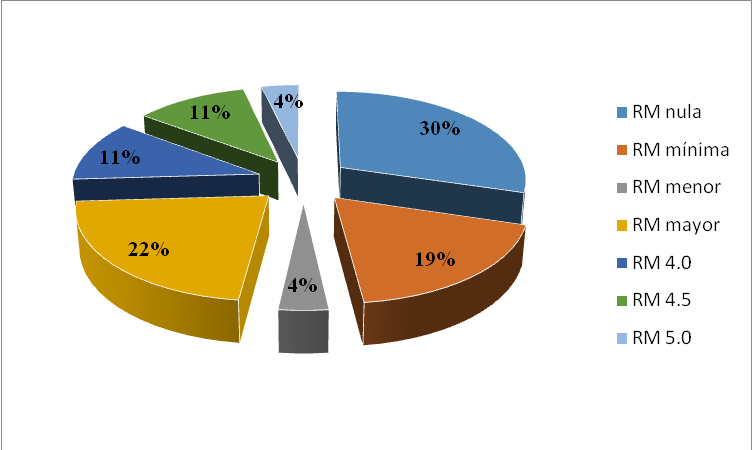 4%
11%
30%
11%
22%
19%
4%
RM nula
RM mínima
RM menor
RM mayor
RM 4.0
RM 4.5
RM 5.0